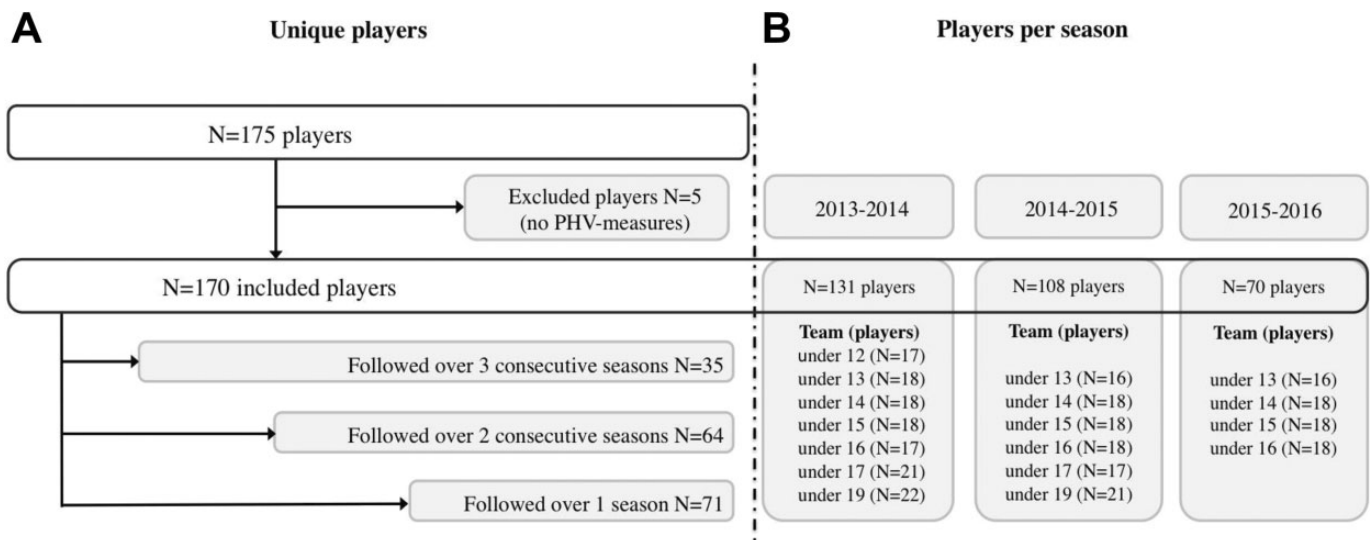 A
Unique players
N=175 players
Excluded players N=5
(no PHV-measures)
N=170 included players
Followed over 3 consecutive seasons N=35
Followed over 2 consecutive seasons N=64
Followed over 1 season N=71
B
Players per season
2013-2014
2014-2015
2015-2016
N=131 players
N=108 players
N=70 players
Team (players)
under 12 (N=17)
under 13 (N=18)
under 14 (N=18)
under 15 (N=18)
under 16 (N=17)
under 17 (N=21)
under 19 (N=22)
Team (players)
under 13 (N=16)
under 14 (N=18)
under 15 (N=18)
under 16 (N=18)
under 17 (N=17)
under 19 (N=21)
Team (players)
under 13 (N=16)
under 14 (N=18)
under 15 (N=18)
under 16 (N=18)